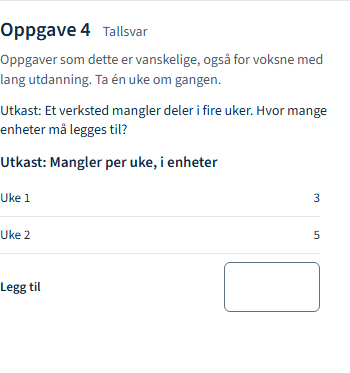 Oppgave 4 Tallsvar
Oppgaver som dette er vanskelige, også for voksne med
lang utdanning. Ta én uke om gangen.
Utkast: Et verksted mangler deler i fire uker. Hvor mange
enheter må legges til?
Utkast: Mangler per uke, i enheter
Uke 1 3
Uke 2 5
Legg til